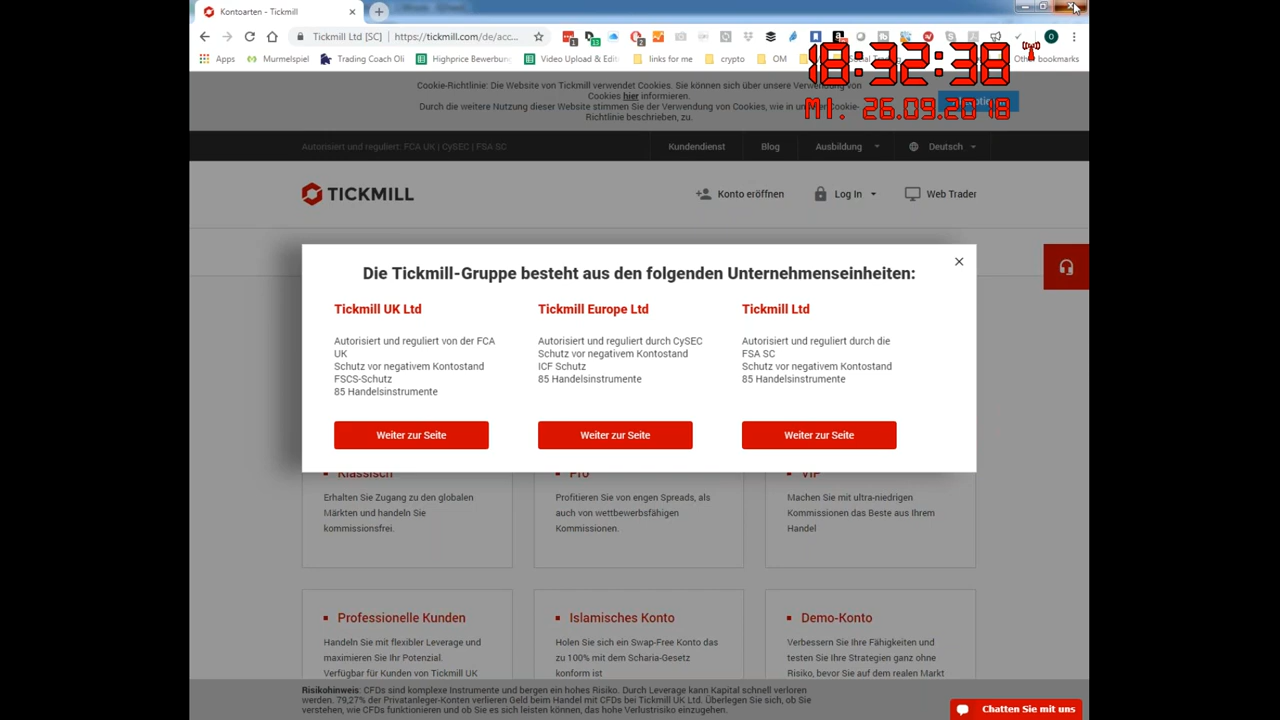 Kontoarten - Tickmill
Tickmill Ltd [SC]
https://tickmill.com/de/acc...
Apps
Murmelspiel
Trading Coach Oli
Highprice Bewerbung
Video Upload & Edit
links for me
crypto
OM
Other bookmarks
18:32:38
MI. 26.09.2018
Cookie-Richtlinie: Die Website von Tickmill verwendet Cookies. Sie können sich über unsere Verwendung von
Cookies hier informieren.
Durch die weitere Nutzung dieser Website stimmen Sie der Verwendung von Cookies, wie in unserer Cookie-
Richtlinie beschrieben, zu.
Autorisiert und reguliert: FCA UK | CySEC | FSA SC
Kundendienst
Blog
Ausbildung
Deutsch
TICKMILL
Konto eröffnen
Log In
Web Trader
Die Tickmill-Gruppe besteht aus den folgenden Unternehmenseinheiten:
Tickmill UK Ltd
Autorisiert und reguliert von der FCA
UK
Schutz vor negativem Kontostand
FSCS-Schutz
85 Handelsinstrumente
Weiter zur Seite
Tickmill Europe Ltd
Autorisiert und reguliert durch CySEC
Schutz vor negativem Kontostand
ICF Schutz
85 Handelsinstrumente
Weiter zur Seite
Tickmill Ltd
Autorisiert und reguliert durch die
FSA SC
Schutz vor negativem Kontostand
85 Handelsinstrumente
Weiter zur Seite
Klassisch
Erhalten Sie Zugang zu den globalen
Märkten und handeln Sie
kommissionsfrei.
Pro
Profitieren Sie von engen Spreads, als
auch von wettbewerbsfähigen
Kommissionen.
VIP
Machen Sie mit ultra-niedrigen
Kommissionen das Beste aus Ihrem
Handel
Professionelle Kunden
Handeln Sie mit flexibler Leverage und
maximieren Sie Ihr Potenzial.
Verfügbar für Kunden von Tickmill UK
Islamisches Konto
Holen Sie sich ein Swap-Free Konto das
zu 100% mit dem Scharia-Gesetz
konform ist
Demo-Konto
Verbessern Sie Ihre Fähigkeiten und
testen Sie Ihre Strategien ganz ohne
Risiko, bevor Sie auf dem realen Markt
Risikohinweis: CFDs sind komplexe Instrumente und bergen ein hohes Risiko. Durch Leverage kann Kapital schnell verloren
werden. 79,27% der Privatanleger-Konten verlieren Geld beim Handel mit CFDs bei Tickmill UK Ltd. Überlegen Sie sich, ob Sie
verstehen, wie CFDs funktionieren und ob Sie es sich leisten können, das hohe Verlustrisiko einzugehen.
Chatten Sie mit uns